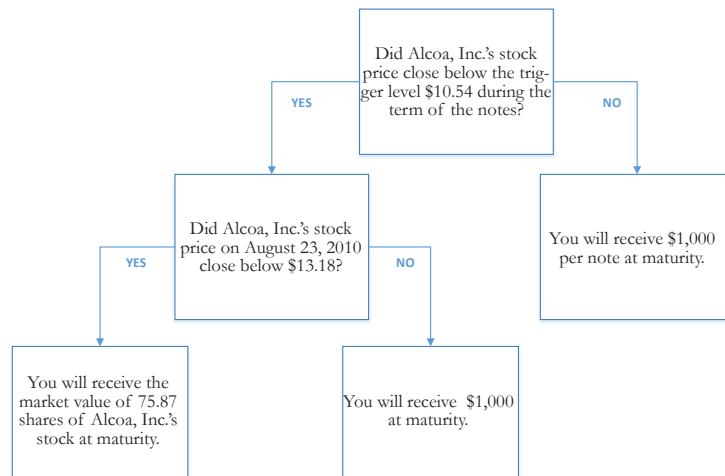 Did Alcoa, Inc.'s stock
price close below the trig-
ger level $10.54 during the
term of the notes?
YES
NO
Did Alcoa, Inc.'s stock
price on August 23, 2010
close below $13.18?
You will receive $1,000
per note at maturity.
YES
NO
You will receive the
market value of 75.87
shares of Alcoa, Inc.'s
stock at maturity.
You will receive $1,000
at maturity.